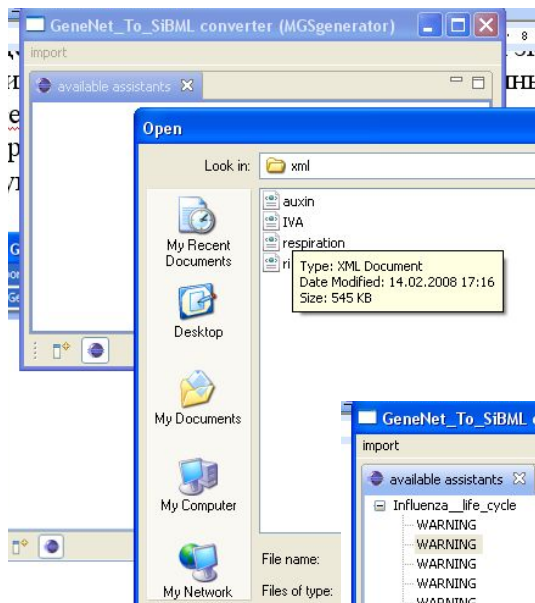 GeneNet_To_SiBML converter (MGSgenerator)
8
import
available assistants
Open
Look in:
xml
auxin
IVA
respiration
ri
Type: XML Document
Date Modified: 14.02.2008 17:16
Size: 545 KB
My Recent
Documents
Desktop
My Documents
My Computer
My Network
File name:
Files of type:
GeneNet_To_SiBML
import
available assistants
Influenza__life_cycle
WARNING
WARNING
WARNING
WARNING
WARNING